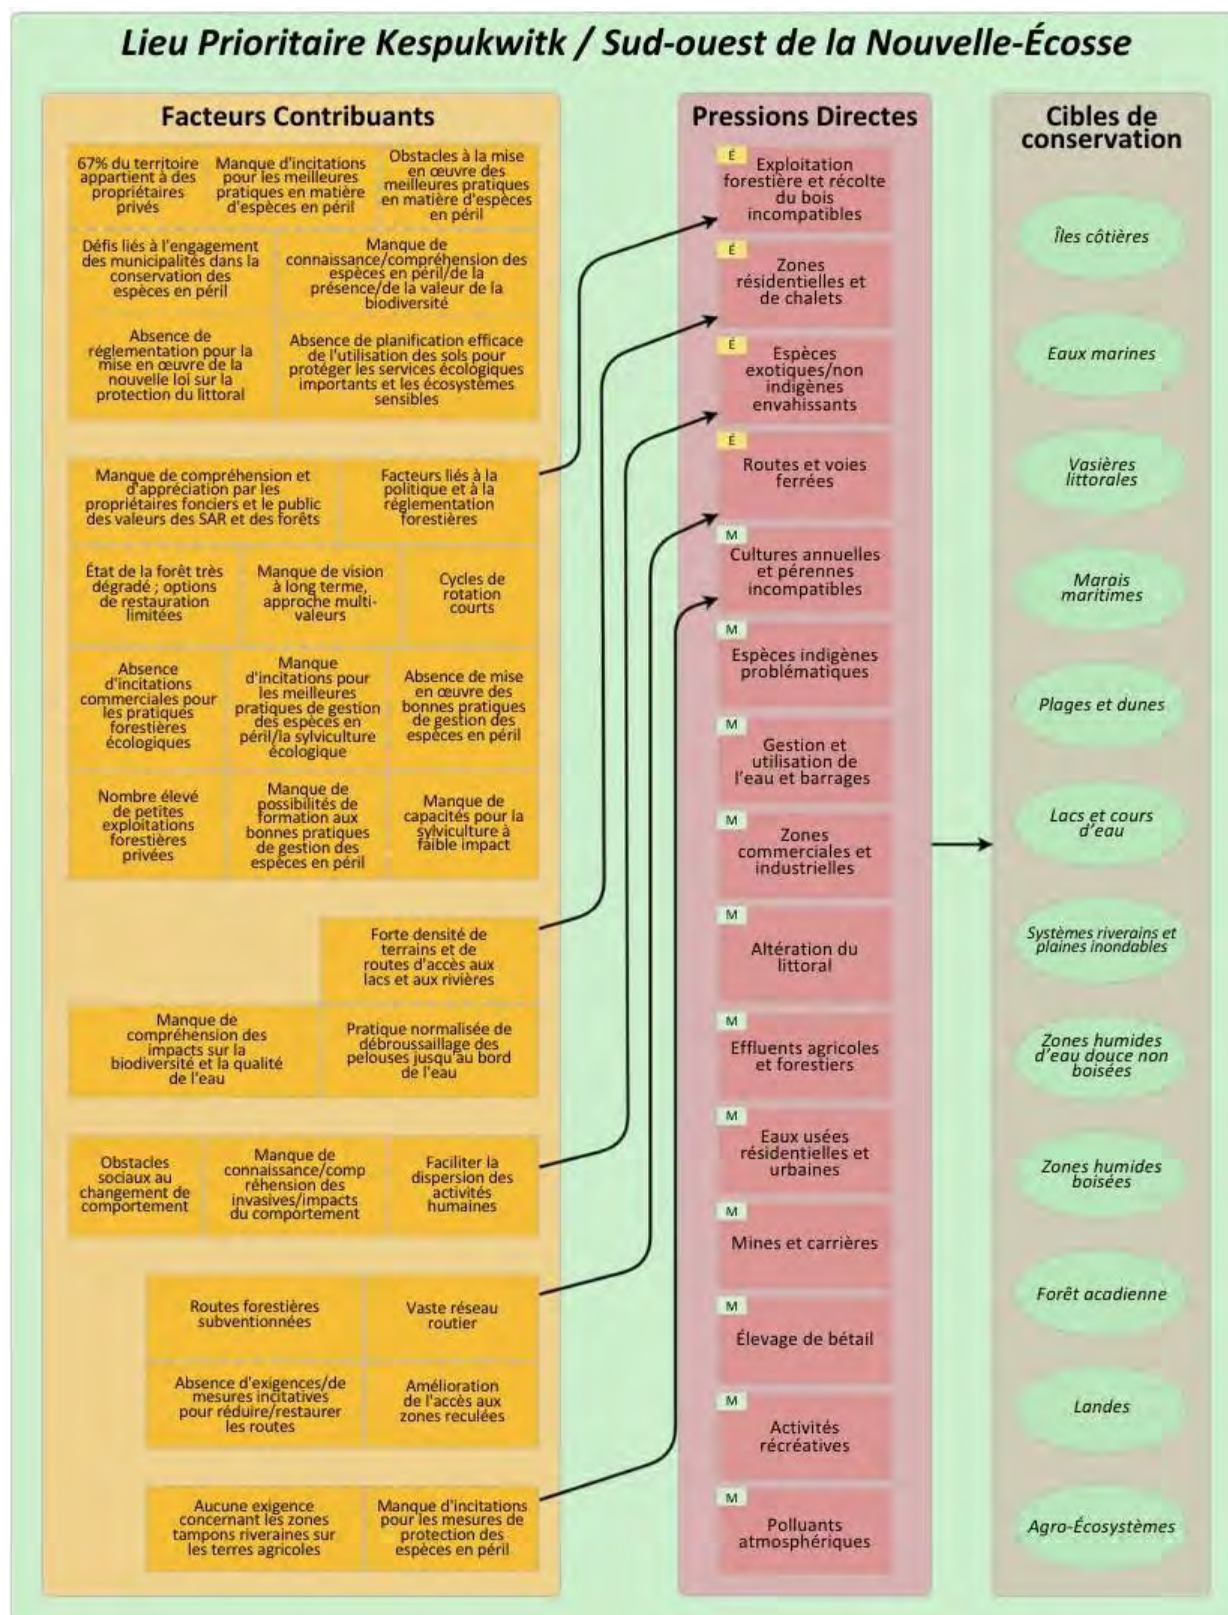 Lieu Prioritaire Kespukwitk / Sud-ouest de la Nouvelle-Écosse
Facteurs Contribuants
67% du territoire
appartient à des
propriétaires
privés
Manque d'incitations
pour les meilleures
pratiques en matière
d'espèces en péril
Obstacles à la mise
en œuvre des
meilleures pratiques
en matière d'espèces
en péril
Défis liés à l'engagement
des municipalités dans la
conservation des
espèces en péril
Manque de
connaissance/compréhension des
espèces en péril/de la
présence/de la valeur de la
biodiversité
Absence de
réglementation pour la
mise en œuvre de la
nouvelle loi sur la
protection du littoral
Absence de planification efficace
de l'utilisation des sols pour
protéger les services écologiques
importants et les écosystèmes
sensibles
Manque de compréhension et
d'appréciation par les
propriétaires fonciers et le public
des valeurs des SAR et des forêts
Facteurs liés à la
politique et à la
réglementation
forestières
État de la forêt très
dégradé ; options
de restauration
limitées
Manque de vision
à long terme,
approche multi-
valeurs
Cycles de
rotation
courts
Absence
d'incitations
commerciales pour
les pratiques
forestières
écologiques
Manque
d'incitations pour
les meilleures
pratiques de gestion
des espèces en
péril/la sylviculture
écologique
Absence de mise
en œuvre des
bonnes pratiques
de gestion des
espèces en péril
Nombre élevé
de petites
exploitations
forestières
privées
Manque de
possibilités de
formation aux
bonnes pratiques
de gestion des
espèces en péril
Manque de
capacités pour la
sylviculture à
faible impact
Forte densité de
terrains et de
routes d'accès aux
lacs et aux rivières
Manque de
compréhension des
impacts sur la
biodiversité et la qualité
de l'eau
Pratique normalisée de
débroussaillage des
pelouses jusqu'au bord
de l'eau
Obstacles
sociaux au
changement de
comportement
Manque de
connaissance/comp
réhension des
invasives/impacts
du comportement
Faciliter la
dispersion des
activités
humaines
Routes forestières
subventionnées
Vaste réseau
routier
Absence d'exigences/de
mesures incitatives
pour réduire/restaurer
les routes
Amélioration
de l'accès aux
zones reculées
Aucune exigence
concernant les zones
tampons riveraines sur
les terres agricoles
Manque d'incitations
pour les mesures de
protection des
espèces en péril
Pressions Directes
É
Exploitation
forestière et récolte
du bois
incompatibles
É
Zones
résidentielles et
de chalets
É
Espèces
exotiques/non
indigènes
envahissants
É
Routes et voies
ferrées
M
Cultures annuelles
et pérennes
incompatibles
M
Espèces indigènes
problématiques
M
Gestion et
utilisation de
l'eau et barrages
M
Zones
commerciales et
industrielles
M
Altération du
littoral
M
Effluents agricoles
et forestiers
M
Eaux usées
résidentielles et
urbaines
M
Mines et carrières
M
Élevage de bétail
M
Activités
récréatives
M
Polluants
atmosphériques
Cibles de
conservation
Îles côtières
Eaux marines
Vasières
littorales
Marais
maritimes
Plages et dunes
Lacs et cours
d'eau
Systèmes riverains et
plaines inondables
Zones humides
d'eau douce non
boisées
Zones humides
boisées
Forêt acadienne
Landes
Agro-Écosystèmes